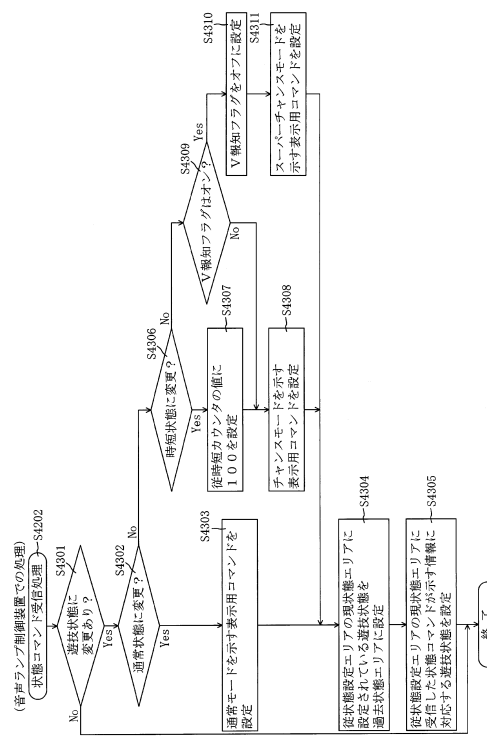 (音声ランプ制御装置での処理)
状態コマンド受信処理
S4202
S4301
遊技状態に
変更あり?
No
Yes
S4302
通常状態に変更?
No
Yes
S4303
通常モードを示す表示用コマンドを
設定
S4306
時短状態に変更?
No
Yes
S4307
従時短カウンタの値に
100を設定
S4308
チャンスモードを示す
表示用コマンドを設定
S4309
V報知フラグはオン?
Yes
No
S4310
V報知フラグをオフに設定
S4311
スーパーチャンスモードを
示す表示用コマンドを設定
S4304
従状態設定エリアの現状態エリアに
設定されている遊技状態を
過去状態エリアに設定
S4305
従状態設定エリアの現状態エリアに
受信した状態コマンドが示す情報に
対応する遊技状態を設定
終了